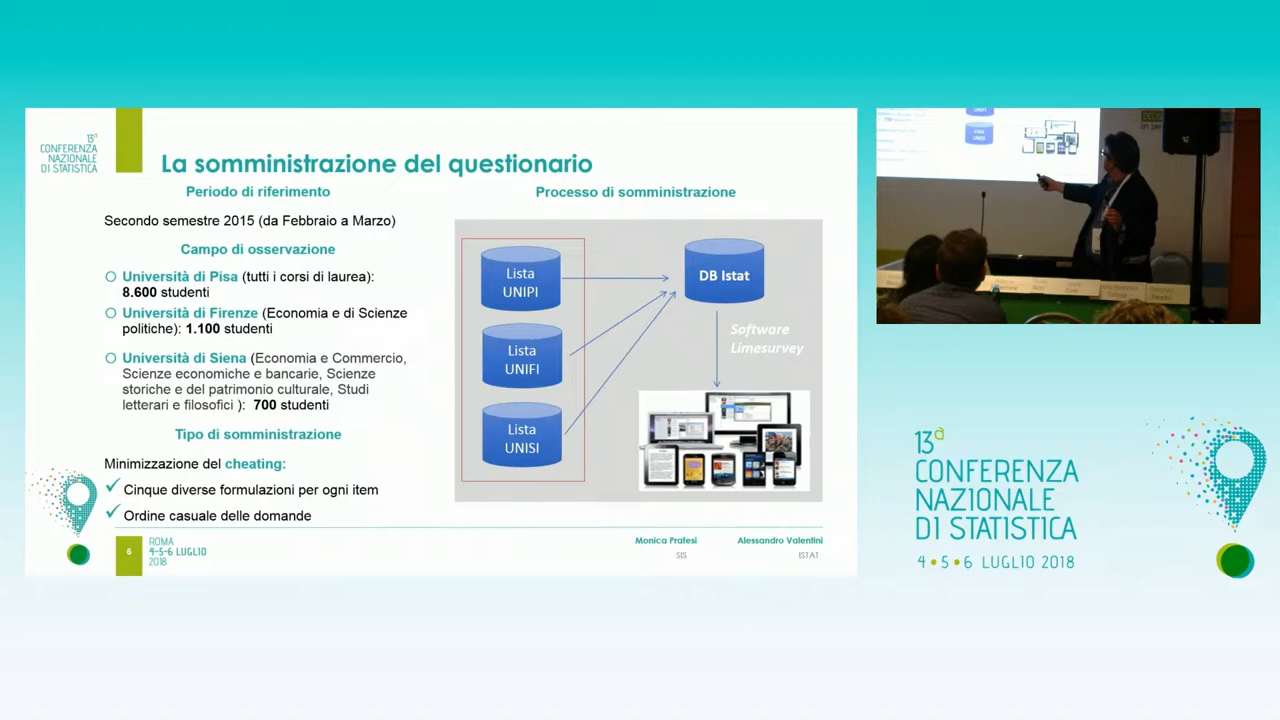 13ª
CONFERENZA
NAZIONALE
DI STATISTICA
La somministrazione del questionario
Periodo di riferimento
Secondo semestre 2015 (da Febbraio a Marzo)
Campo di osservazione
Università di Pisa (tutti i corsi di laurea):
8.600 studenti
Università di Firenze (Economia e di Scienze
politiche): 1.100 studenti
Università di Siena (Economia e Commercio,
Scienze economiche e bancarie, Scienze
storiche e del patrimonio culturale, Studi
letterari e filosofici ): 700 studenti
Tipo di somministrazione
Minimizzazione del cheating:
Cinque diverse formulazioni per ogni item
Ordine casuale delle domande
Processo di somministrazione
Lista
UNIPI
Lista
UNIFI
Lista
UNISI
DB Istat
Software
Limesurvey
6
ROMA
4-5-6 LUGLIO
2018
Monica Pratesi
SIS
Alessandro Valentini
ISTAT
13ª
CONFERENZA
NAZIONALE
DI STATISTICA
4 • 5 • 6 LUGLIO 2018